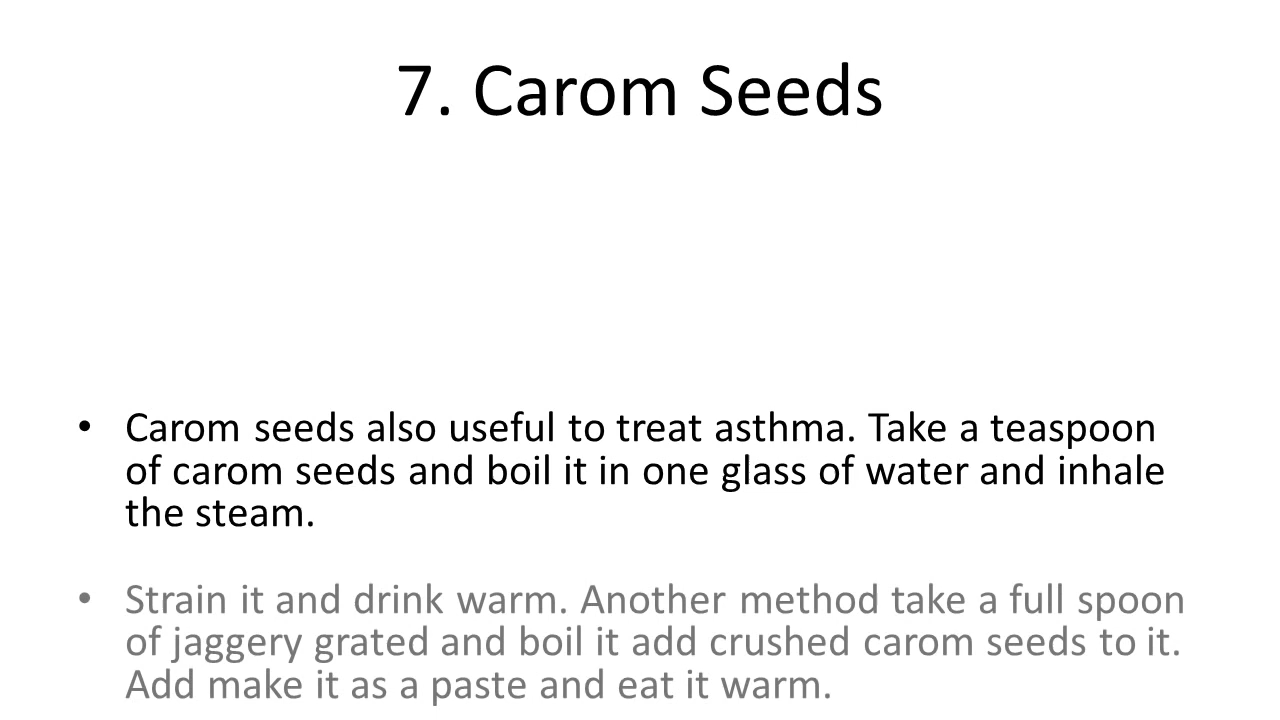 7. Carom Seeds
• Carom seeds also useful to treat asthma. Take a teaspoon
of carom seeds and boil it in one glass of water and inhale
the steam.
• Strain it and drink warm. Another method take a full spoon
of jaggery grated and boil it add crushed carom seeds to it.
Add make it as a paste and eat it warm.